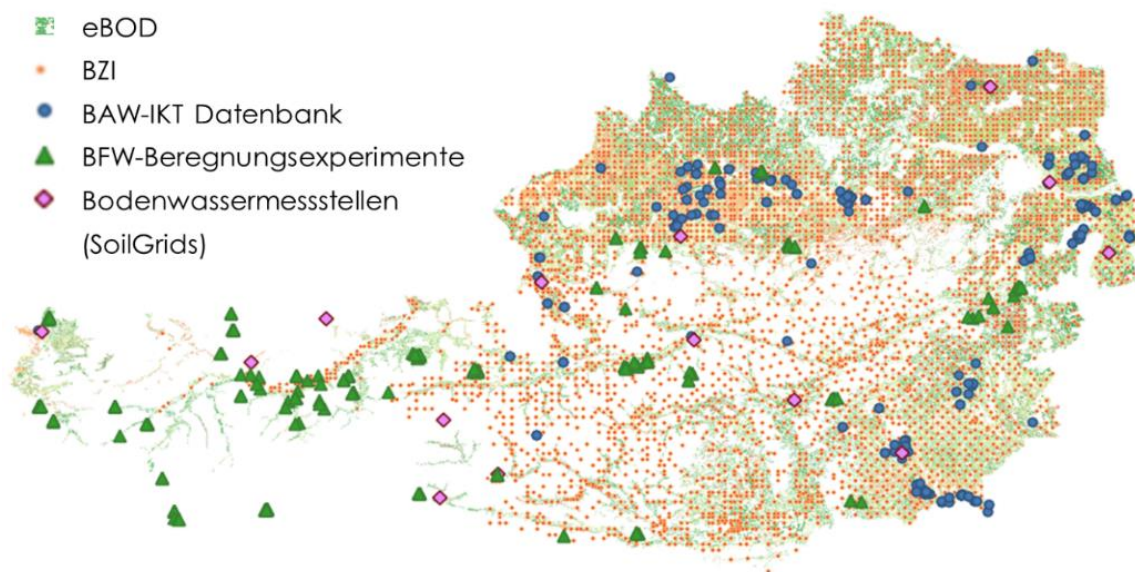 eBOD
BZI
BAW-IKT Datenbank
BFW-Beregnungsexperimente
Bodenwassermessstellen
(SoilGrids)